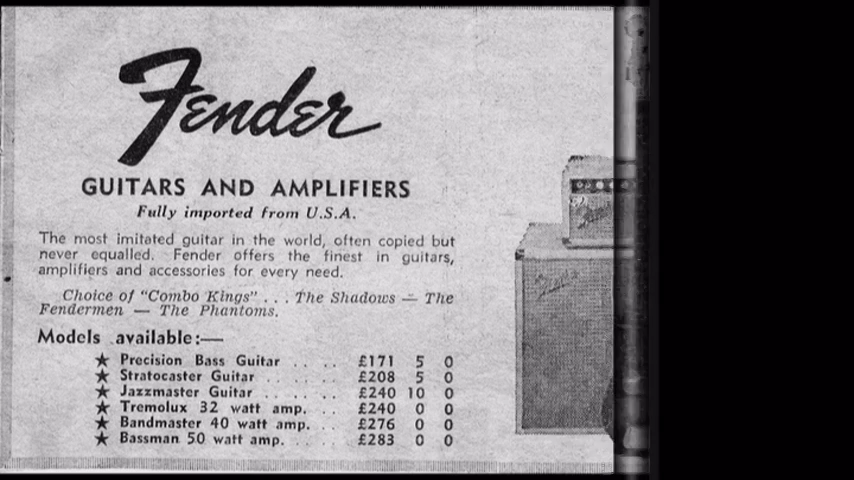 Fender
GUITARS AND AMPLIFIERS
Fully imported from U.S.A.
The most imitated guitar in the world, often copied but
never equalled. Fender offers the finest in guitars,
amplifiers and accessories for every need.
Choice of "Combo Kings" . . . The Shadows — The
Fendermen — The Phantoms.
Models available:—
★ Precision Bass Guitar . . . . £171 5 0
★ Stratocaster Guitar . . . . . . £208 5 0
★ Jazzmaster Guitar . . . . . . £240 10 0
★ Tremolux 32 watt amp. . . £240 0 0
★ Bandmaster 40 watt amp. . . £276 0 0
★ Bassman 50 watt amp. . . . . £283 0 0
Fender